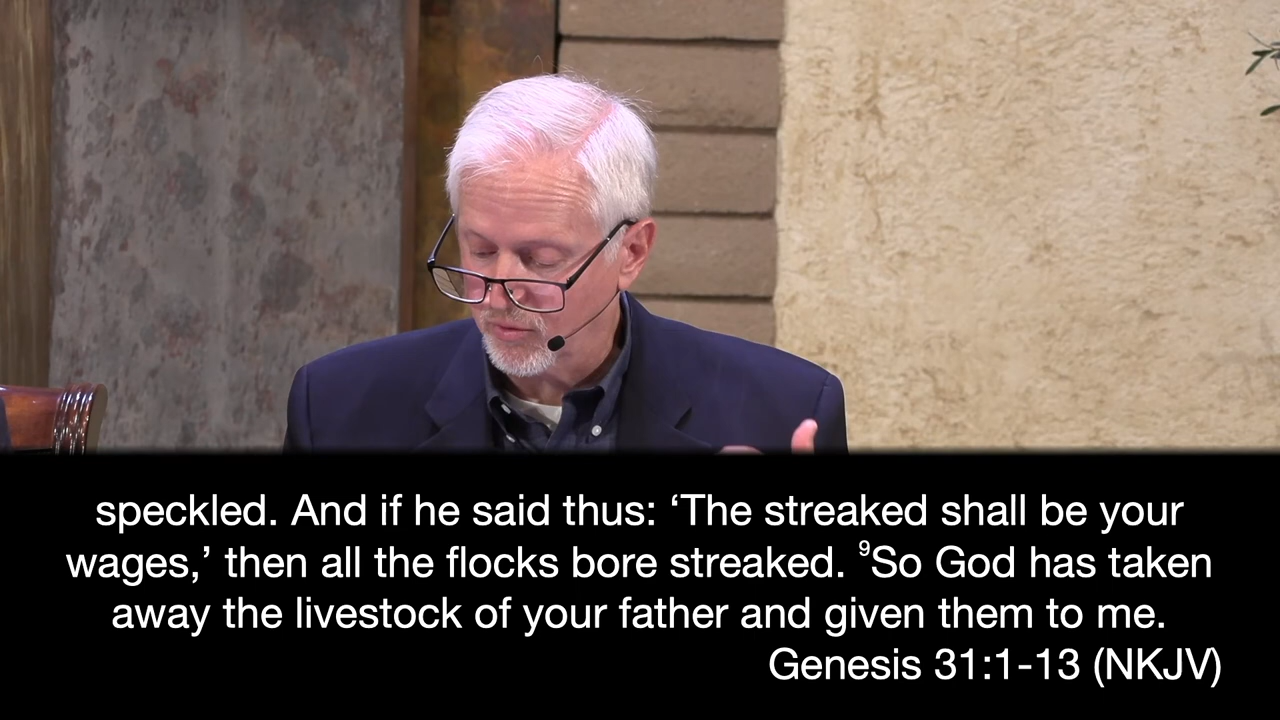 speckled. And if he said thus: ‘The streaked shall be your
wages,’ then all the flocks bore streaked. ⁹So God has taken
away the livestock of your father and given them to me.
Genesis 31:1-13 (NKJV)